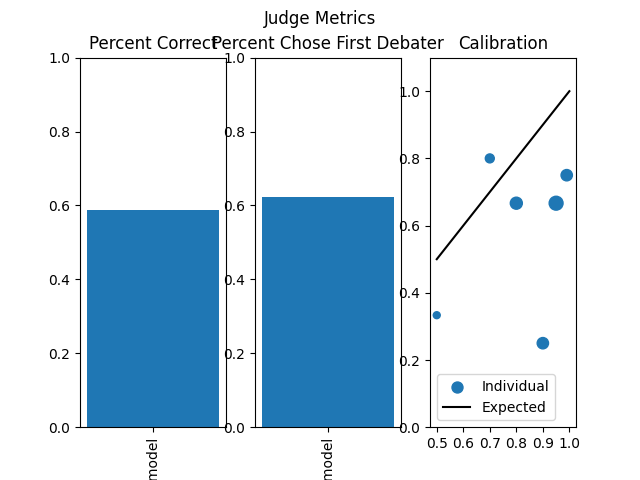 Judge Metrics
Percent Correct
Percent Chose First Debater
Calibration
1.0
0.8
0.6
0.4
0.2
0.0
model
1.0
0.8
0.6
0.4
0.2
0.0
model
1.0
0.8
0.6
0.4
0.2
0.0
0.5 0.6 0.7 0.8 0.9 1.0
Individual
Expected